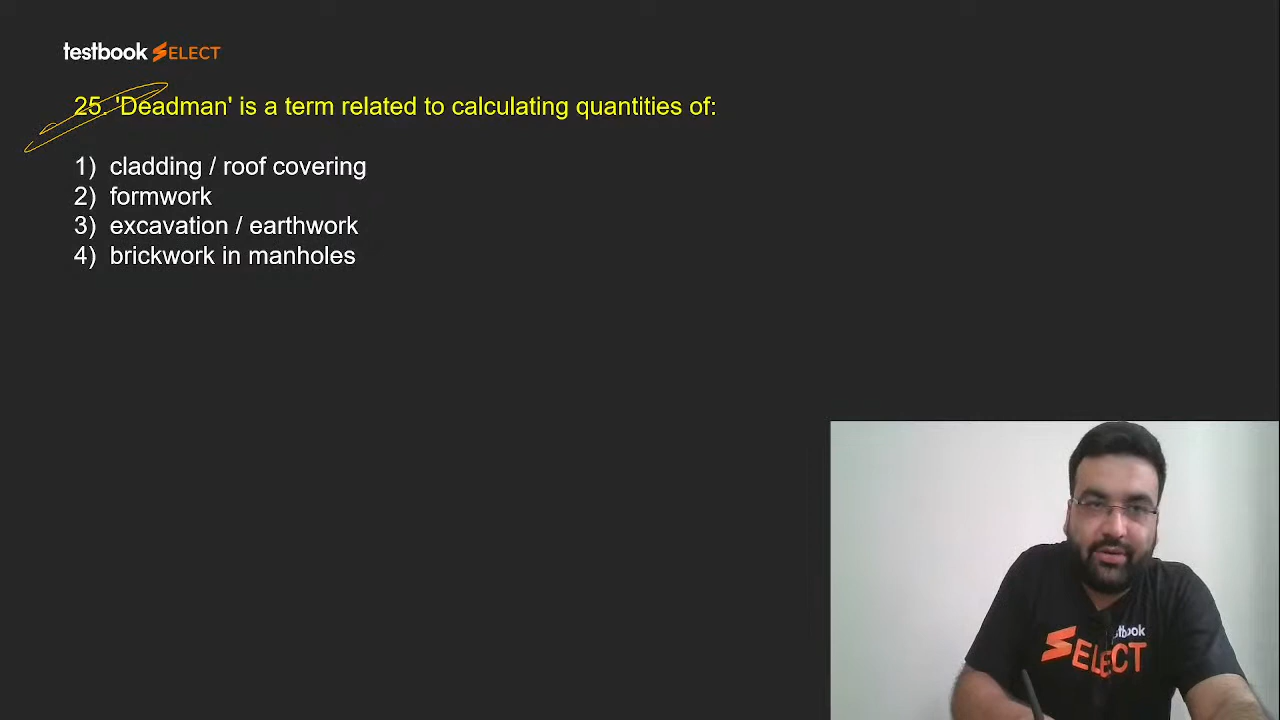 testbook SELECT
25. 'Deadman' is a term related to calculating quantities of:
1) cladding / roof covering
2) formwork
3) excavation / earthwork
4) brickwork in manholes
stbook
SELECT